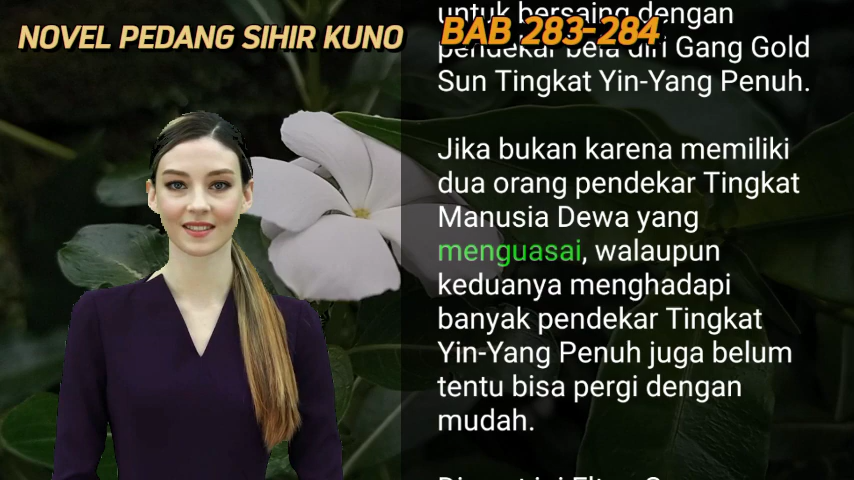 NOVEL PEDANG SIHIR KUNO
BAB 283-284
untuk bersaing dengan
pendekar bela diri Gang Gold
Sun Tingkat Yin-Yang Penuh.
Jika bukan karena memiliki
dua orang pendekar Tingkat
Manusia Dewa yang
menguasai, walaupun
keduanya menghadapi
banyak pendekar Tingkat
Yin-Yang Penuh juga belum
tentu bisa pergi dengan
mudah.